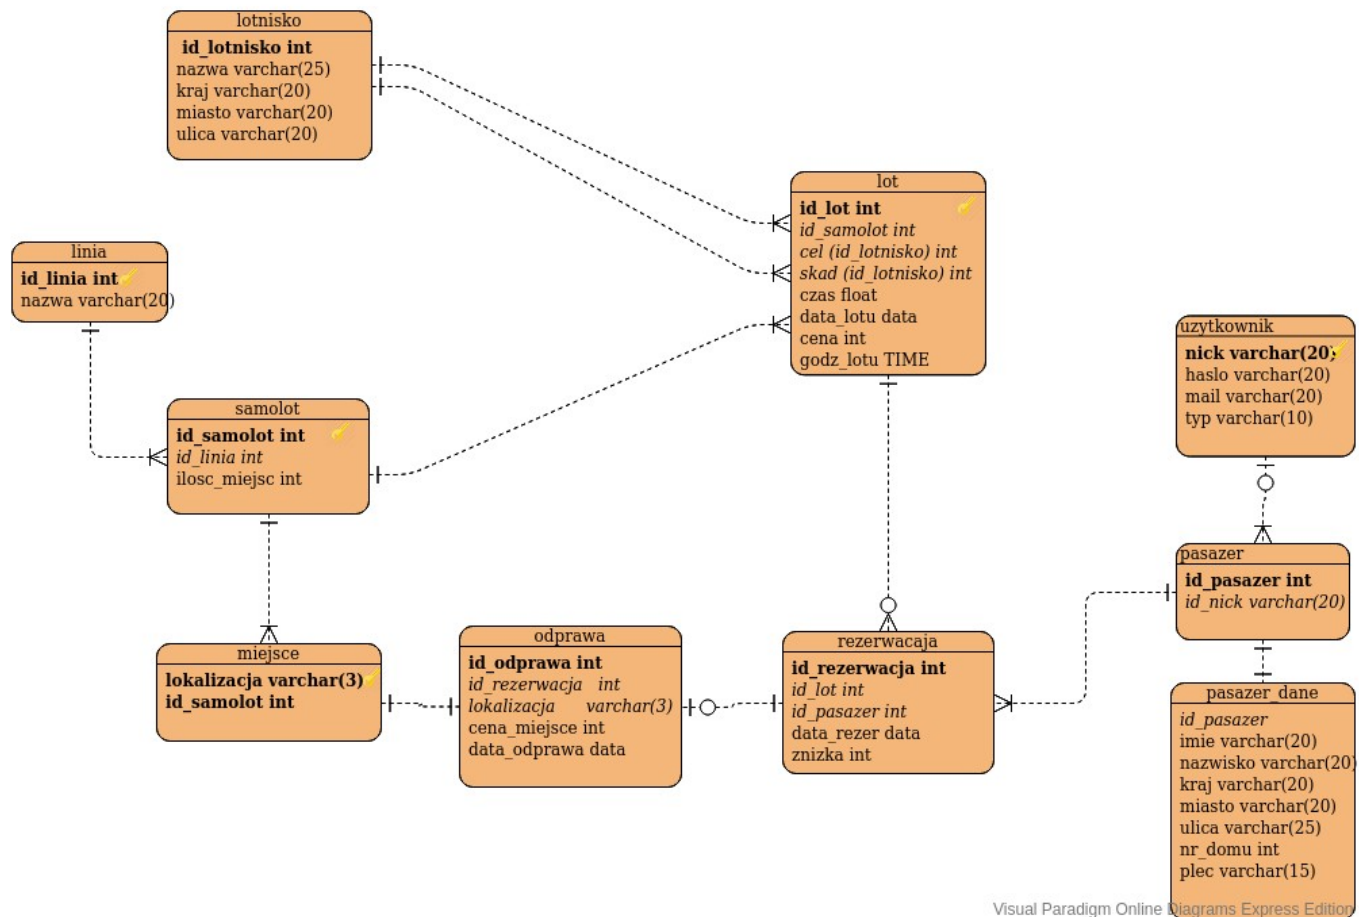 lotnisko
id_lotnisko int
nazwa varchar(25)
kraj varchar(20)
miasto varchar(20)
ulica varchar(20)
lot
id_lot int
id_samolot int
cel (id_lotnisko) int
skad (id_lotnisko) int
czas float
data_lotu data
cena int
godz_lotu TIME
linia
id_linia int
nazwa varchar(20)
uzytkownik
nick varchar(20)
haslo varchar(20)
mail varchar(20)
typ varchar(10)
samolot
id_samolot int
id_linia int
ilosc_miejsc int
pasazer
id_pasazer int
id_nick varchar(20)
miejsce
lokalizacja varchar(3)
id_samolot int
odprawa
id_odprawa int
id_rezerwacja int
lokalizacja varchar(3)
cena_miejsce int
data_odprawa data
rezerwacaja
id_rezerwacja int
id_lot int
id_pasazer int
data_rezer data
znizka int
pasazer_dane
id_pasazer
imie varchar(20)
nazwisko varchar(20)
kraj varchar(20)
miasto varchar(20)
ulica varchar(25)
nr_domu int
plec varchar(15)
Visual Paradigm Online Diagrams Express Edition